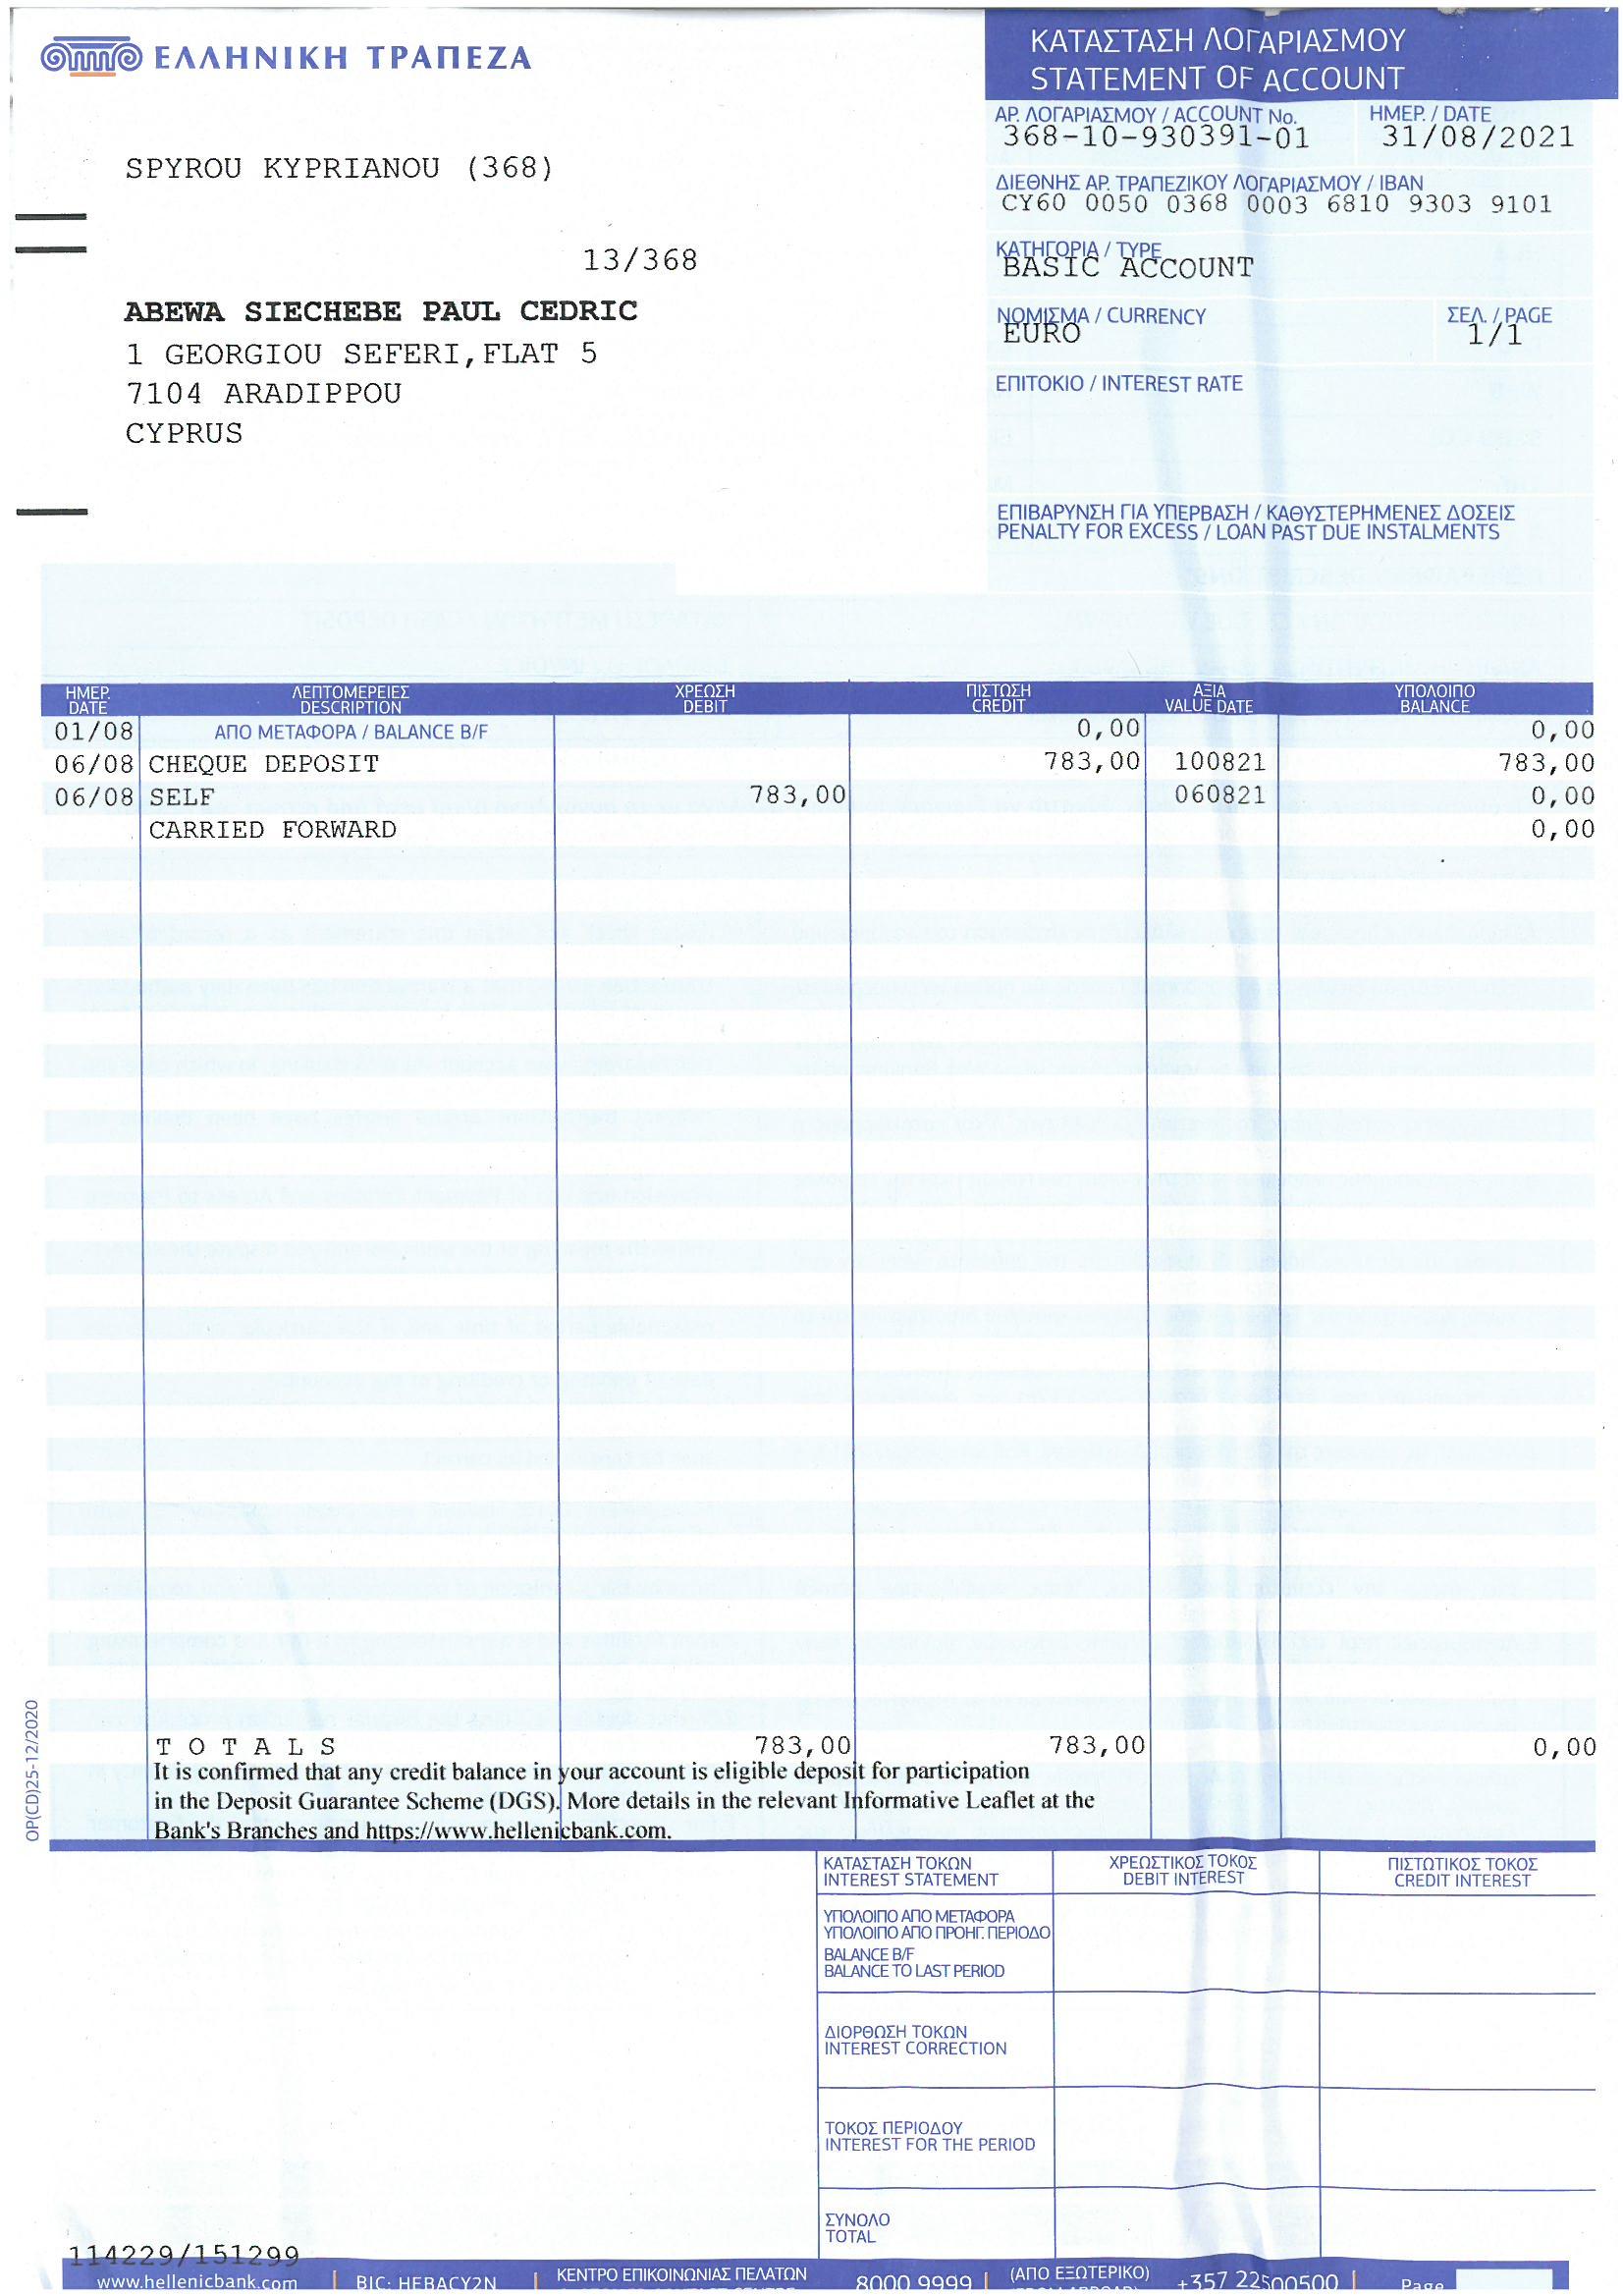 ΕΛΛΗΝΙΚΗ ΤΡΑΠΕΖΑ
ΚΑΤΑΣΤΑΣΗ ΛΟΓΑΡΙΑΣΜΟΥ
STATEMENT OF ACCOUNT
ΑΡ. ΛΟΓΑΡΙΑΣΜΟΥ / ACCOUNT No. ΗΜΕΡ. / DATE
368-10-930391-01 31/08/2021
SPYROU KYPRIANOU (368)
ΔΙΕΘΝΗΣ ΑΡ. ΤΡΑΠΕΖΙΚΟΥ ΛΟΓΑΡΙΑΣΜΟΥ / IBAN
CY60 0050 0368 0003 6810 9303 9101
13/368
ΚΑΤΗΓΟΡΙΑ / TYPE
BASIC ACCOUNT
ABEWA SIECHEBE PAUL CEDRIC
1 GEORGIOU SEFERI,FLAT 5
7104 ARADIPPOU
CYPRUS
ΝΟΜΙΣΜΑ / CURRENCY ΣΕΛ. / PAGE
EURO 1/1
ΕΠΙΤΟΚΙΟ / INTEREST RATE
ΕΠΙΒΑΡΥΝΣΗ ΓΙΑ ΥΠΕΡΒΑΣΗ / ΚΑΘΥΣΤΕΡΗΜΕΝΕΣ ΔΟΣΕΙΣ
PENALTY FOR EXCESS / LOAN PAST DUE INSTALMENTS
ΗΜΕΡ. ΛΕΠΤΟΜΕΡΕΙΕΣ ΧΡΕΩΣΗ ΠΙΣΤΩΣΗ ΑΞΙΑ ΥΠΟΛΟΙΠΟ
DATE DESCRIPTION DEBIT CREDIT VALUE DATE BALANCE
01/08 ΑΠΟ ΜΕΤΑΦΟΡΑ / BALANCE B/F 0,00 0,00
06/08 CHEQUE DEPOSIT 783,00 100821 783,00
06/08 SELF 783,00 060821 0,00
CARRIED FORWARD 0,00
T O T A L S 783,00 783,00 0,00
It is confirmed that any credit balance in your account is eligible deposit for participation
in the Deposit Guarantee Scheme (DGS). More details in the relevant Informative Leaflet at the
Bank's Branches and https://www.hellenicbank.com.
OP(CD)25-12/2020
ΚΑΤΑΣΤΑΣΗ ΤΟΚΩΝ ΧΡΕΩΣΤΙΚΟΣ ΤΟΚΟΣ ΠΙΣΤΩΤΙΚΟΣ ΤΟΚΟΣ
INTEREST STATEMENT DEBIT INTEREST CREDIT INTEREST
ΥΠΟΛΟΙΠΟ ΑΠΟ ΜΕΤΑΦΟΡΑ
ΥΠΟΛΟΙΠΟ ΑΠΟ ΠΡΟΗΓ. ΠΕΡΙΟΔΟ
BALANCE B/F
BALANCE TO LAST PERIOD
ΔΙΟΡΘΩΣΗ ΤΟΚΩΝ
INTEREST CORRECTION
ΤΟΚΟΣ ΠΕΡΙΟΔΟΥ
INTEREST FOR THE PERIOD
ΣΥΝΟΛΟ
TOTAL
114229/151299
www.hellenicbank.com | BIC: HEBACY2N | ΚΕΝΤΡΟ ΕΠΙΚΟΙΝΩΝΙΑΣ ΠΕΛΑΤΩΝ 8000 9999 | (ΑΠΟ ΕΞΩΤΕΡΙΚΟ) +357 22500500 | Page